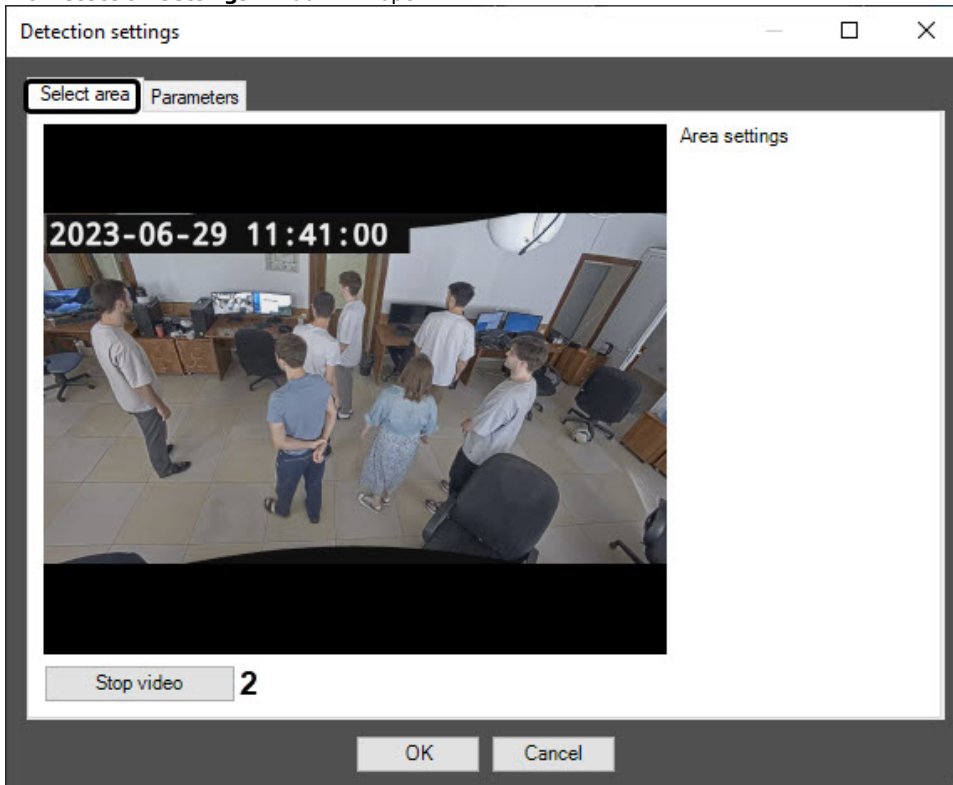 Detection settings
Select area
Parameters
Area settings
2023-06-29 11:41:00
Stop video
2
OK
Cancel